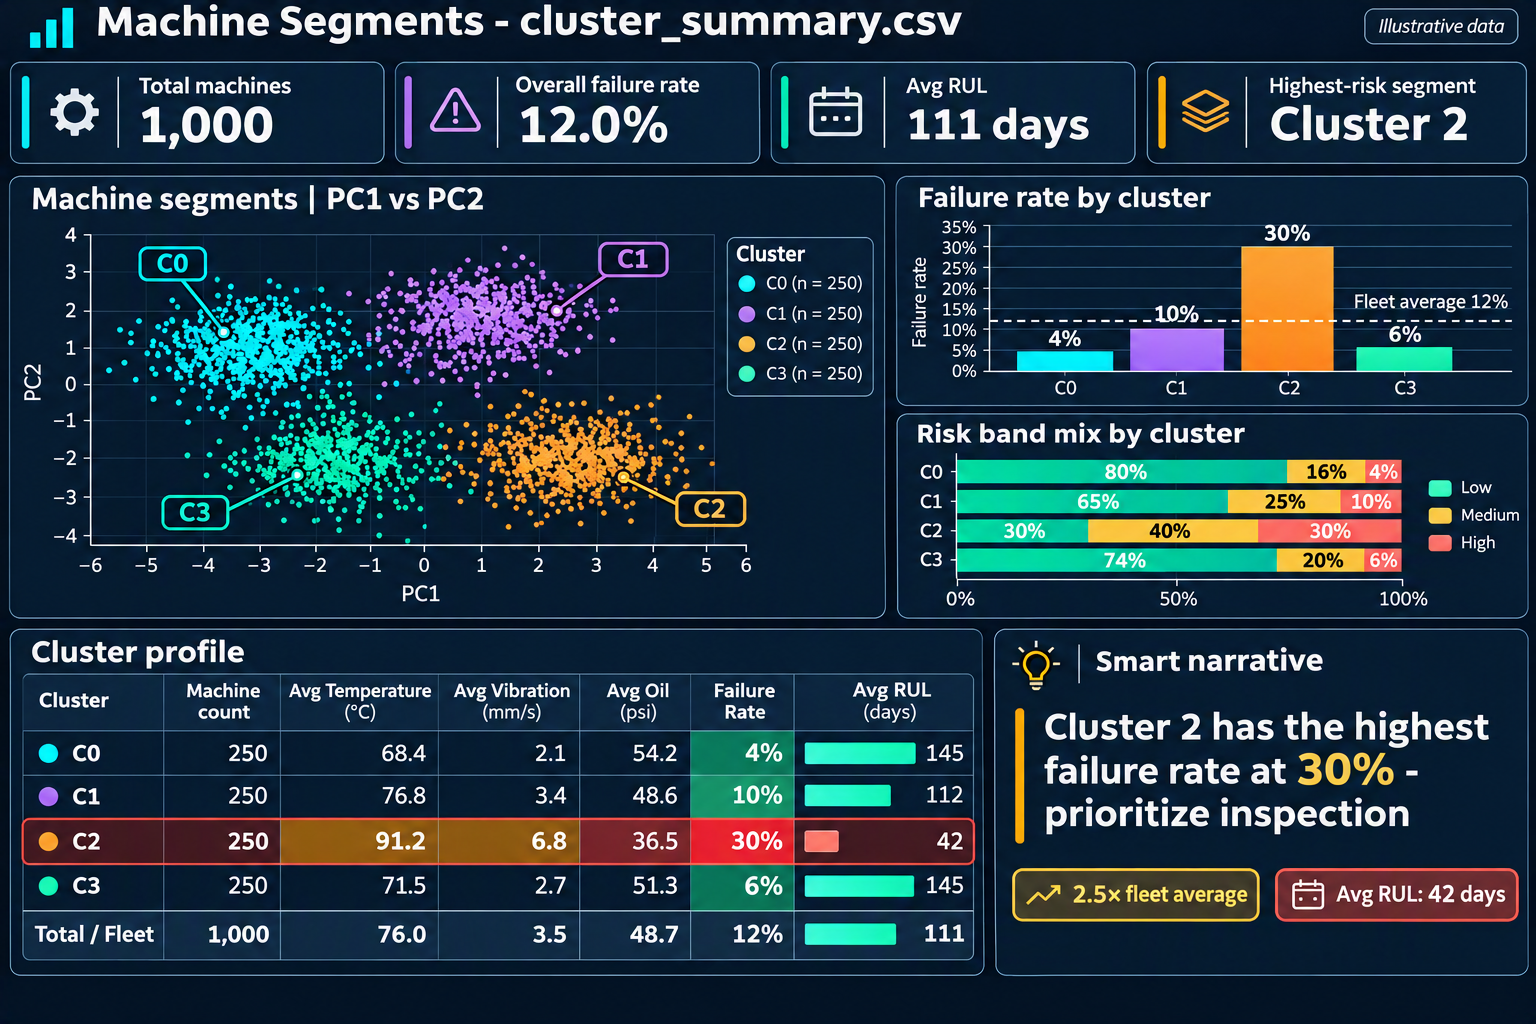 Machine Segments - cluster_summary.csv
Illustrative data
Total machines
1,000
Overall failure rate
12.0%
Avg RUL
111 days
Highest-risk segment
Cluster 2
Machine segments | PC1 vs PC2
4
3
2
1
0
−1
−2
−3
−4
PC2
−6 −5 −4 −3 −2 −1 0 1 2 3 4 5 6
PC1
C0
C1
C3
C2
Cluster
C0 (n = 250)
C1 (n = 250)
C2 (n = 250)
C3 (n = 250)
Failure rate by cluster
Failure rate
35%
30%
25%
20%
15%
10%
5%
0%
4%
10%
30%
6%
Fleet average 12%
C0 C1 C2 C3
Risk band mix by cluster
C0 80% 16% 4%
C1 65% 25% 10%
C2 30% 40% 30%
C3 74% 20% 6%
0% 50% 100%
Low
Medium
High
Cluster profile
Cluster Machine count Avg Temperature (°C) Avg Vibration (mm/s) Avg Oil (psi) Failure Rate Avg RUL (days)
C0 250 68.4 2.1 54.2 4% 145
C1 250 76.8 3.4 48.6 10% 112
C2 250 91.2 6.8 36.5 30% 42
C3 250 71.5 2.7 51.3 6% 145
Total / Fleet 1,000 76.0 3.5 48.7 12% 111
Smart narrative
Cluster 2 has the highest
failure rate at 30% -
prioritize inspection
2.5× fleet average
Avg RUL: 42 days